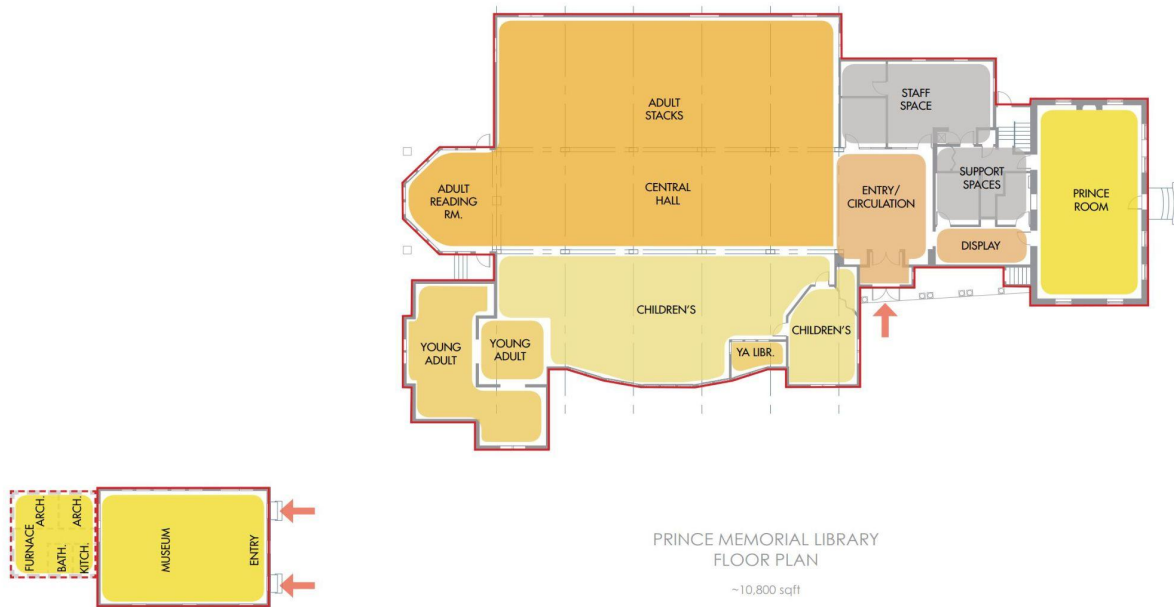 ADULT
STACKS
STAFF
SPACE
ADULT
READING
RM.
CENTRAL
HALL
ENTRY/
CIRCULATION
SUPPORT
SPACES
PRINCE
ROOM
DISPLAY
CHILDREN'S
CHILDREN'S
YOUNG
ADULT
YOUNG
ADULT
YA LIBR.
FURNACE
ARCH.
BATH.
ARCH.
KITCH.
MUSEUM
ENTRY
PRINCE MEMORIAL LIBRARY
FLOOR PLAN
~10,800 sqft